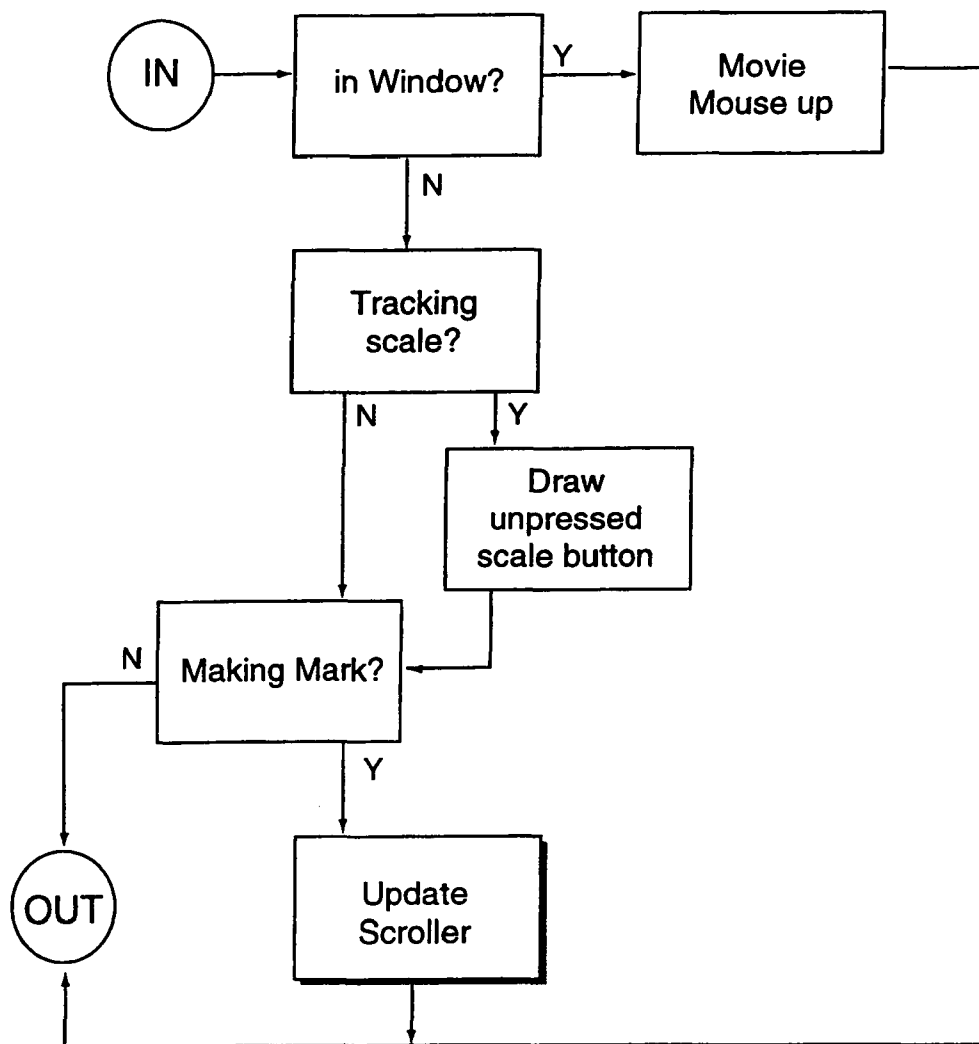 IN
in Window?
Y
Movie
Mouse up
N
Tracking
scale?
N
Y
Draw
unpressed
scale button
N
Making Mark?
Y
OUT
Update
Scroller